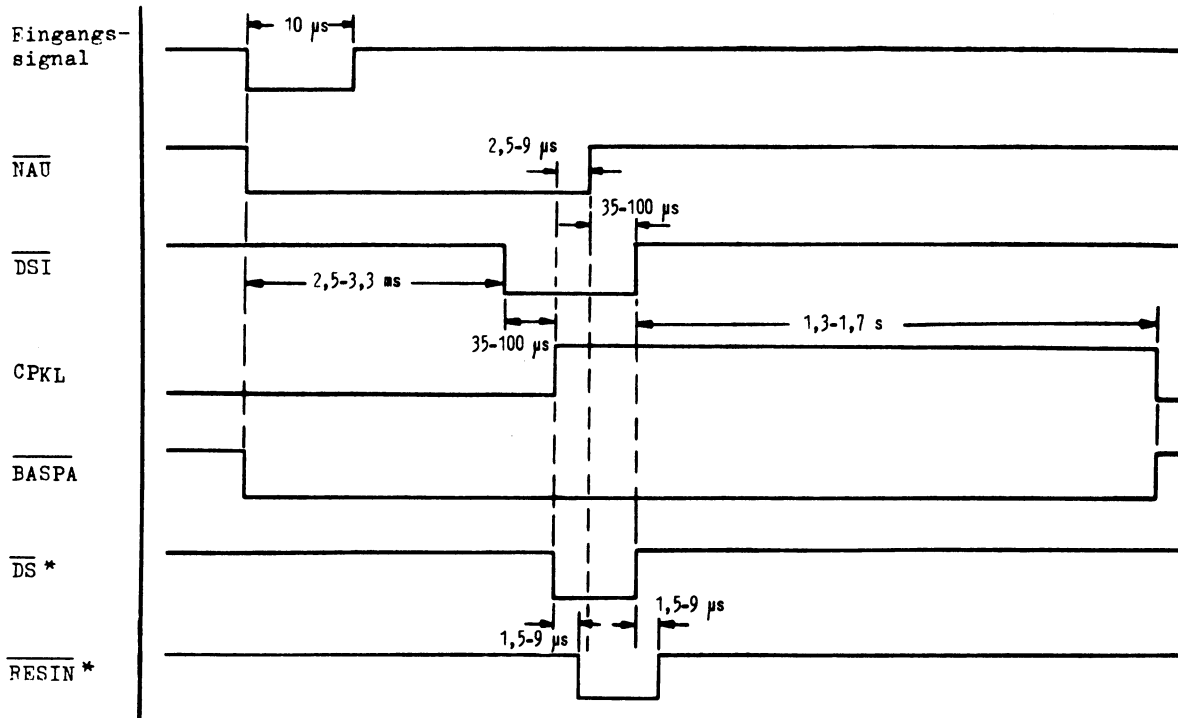 10 µs
Eingangs-
signal
2,5-9 µs
NAU
35-100 µs
DSI
2,5-3,3 ms
1,3-1,7 s
35-100 µs
CPKL
BASPA
DS *
1,5-9 µs
1,5-9 µs
RESIN *